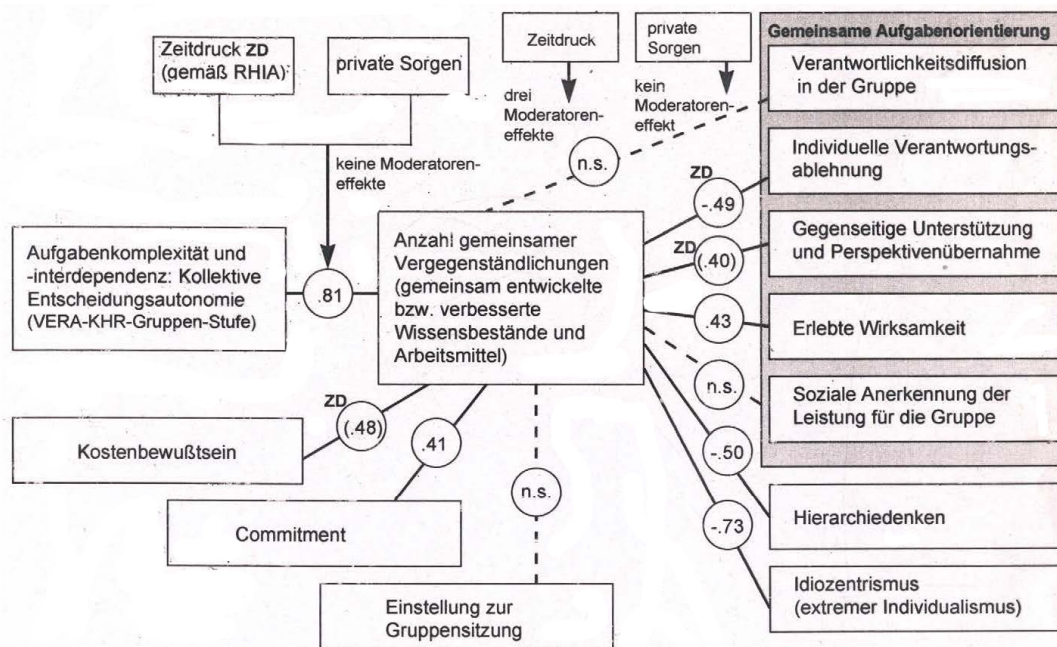 Zeitdruck ZD
(gemäß RHIA)
private Sorgen
keine Moderatoren-
effekte
Zeitdruck
private
Sorgen
drei
Moderatoren-
effekte
kein
Moderatoren-
effekt
Aufgabenkomplexität und
-interdependenz: Kollektive
Entscheidungsautonomie
(VERA-KHR-Gruppen-Stufe)
.81
Anzahl gemeinsamer
Vergegenständlichungen
(gemeinsam entwickelte
bzw. verbesserte
Wissensbestände und
Arbeitsmittel)
Gemeinsame Aufgabenorientierung
n.s.
Verantwortlichkeitsdiffusion
in der Gruppe
ZD
-.49
Individuelle Verantwortungs-
ablehnung
ZD
(.40)
Gegenseitige Unterstützung
und Perspektivenübernahme
.43
Erlebte Wirksamkeit
n.s.
Soziale Anerkennung der
Leistung für die Gruppe
-.50
Hierarchiedenken
-.73
Idiozentrismus
(extremer Individualismus)
ZD
(.48)
Kostenbewußtsein
.41
Commitment
n.s.
Einstellung zur
Gruppensitzung